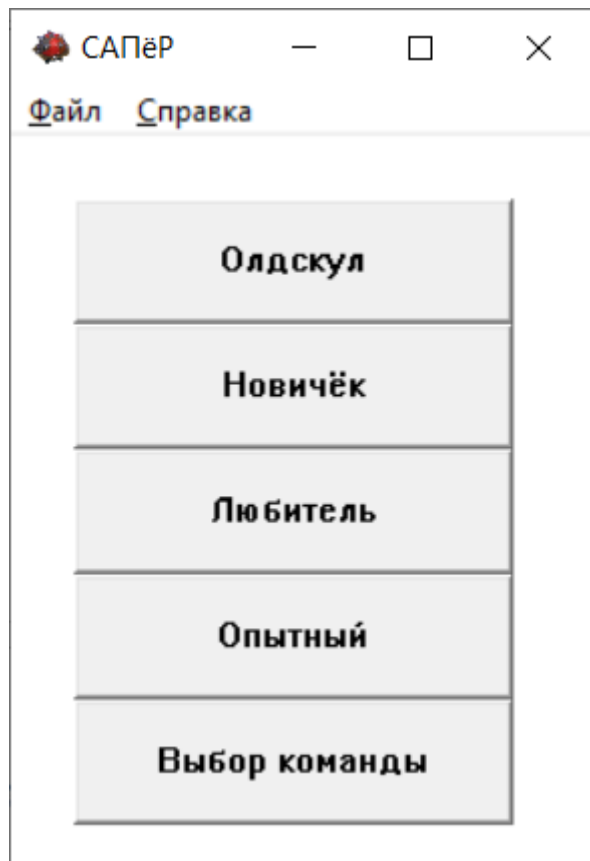 САПёР
Файл Справка
Олдскул
Новичёк
Любитель
Опытный
Выбор команды